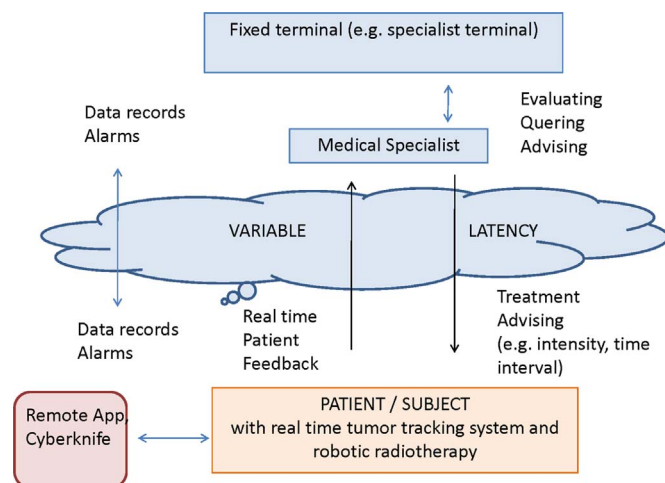 Fixed terminal (e.g. specialist terminal)
Data records
Alarms
Evaluating
Quering
Advising
Medical Specialist
VARIABLE
LATENCY
Data records
Alarms
Real time
Patient
Feedback
Treatment
Advising
(e.g. intensity, time
interval)
Remote App,
Cyberknife
PATIENT / SUBJECT
with real time tumor tracking system and
robotic radiotherapy